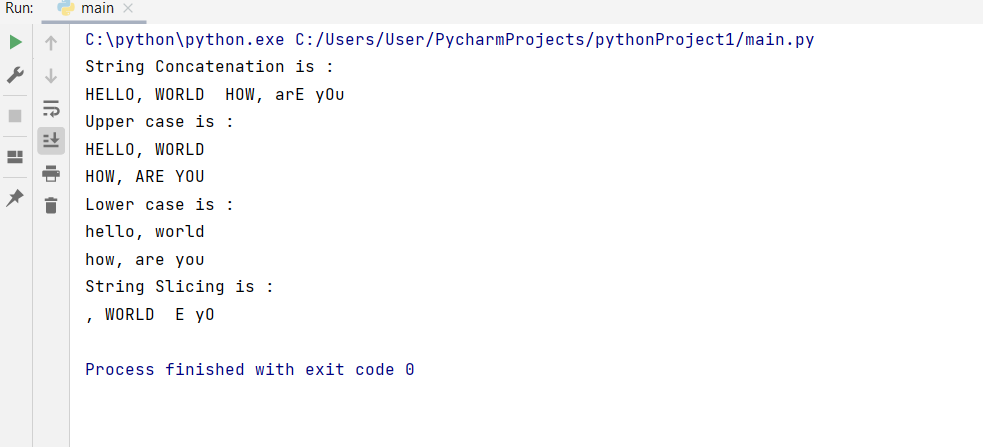 Run: main
C:\python\python.exe C:/Users/User/PycharmProjects/pythonProject1/main.py
String Concatenation is :
HELLO, WORLD  HOW, arE yOu
Upper case is :
HELLO, WORLD
HOW, ARE YOU
Lower case is :
hello, world
how, are you
String Slicing is :
, WORLD  E yO
Process finished with exit code 0